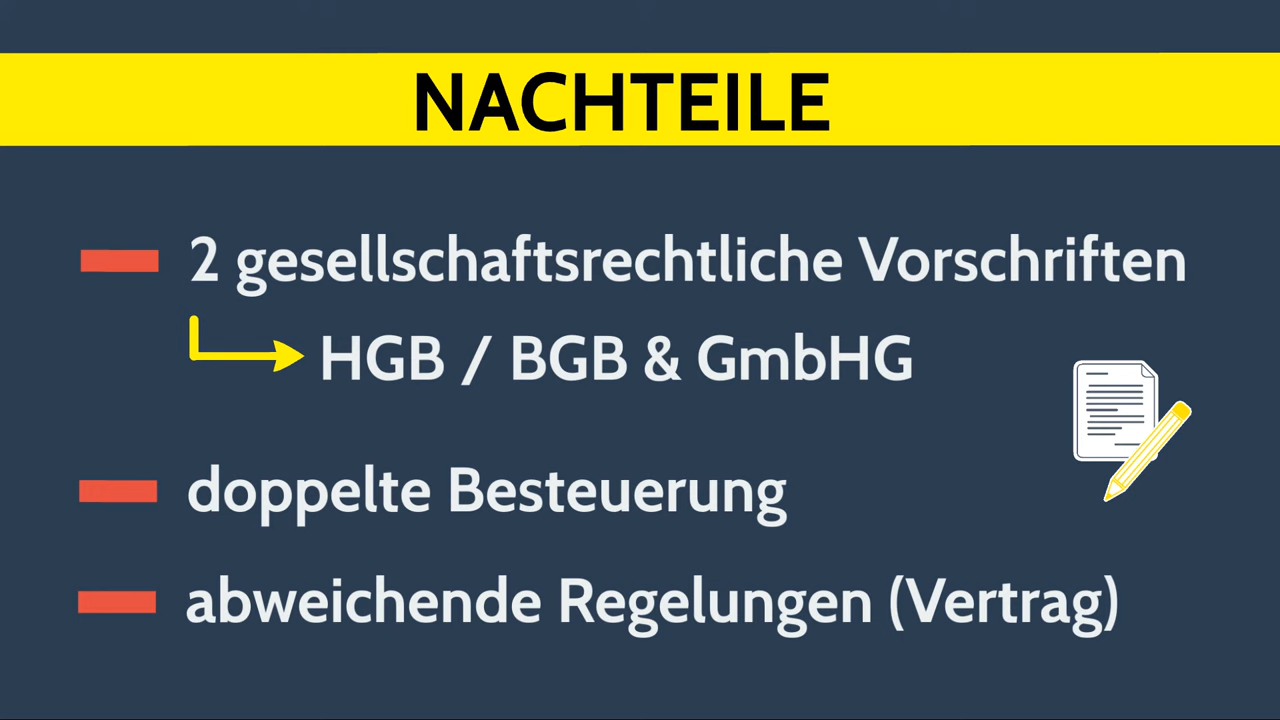 NACHTEILE
2 gesellschaftsrechtliche Vorschriften
HGB / BGB & GmbHG
doppelte Besteuerung
abweichende Regelungen (Vertrag)